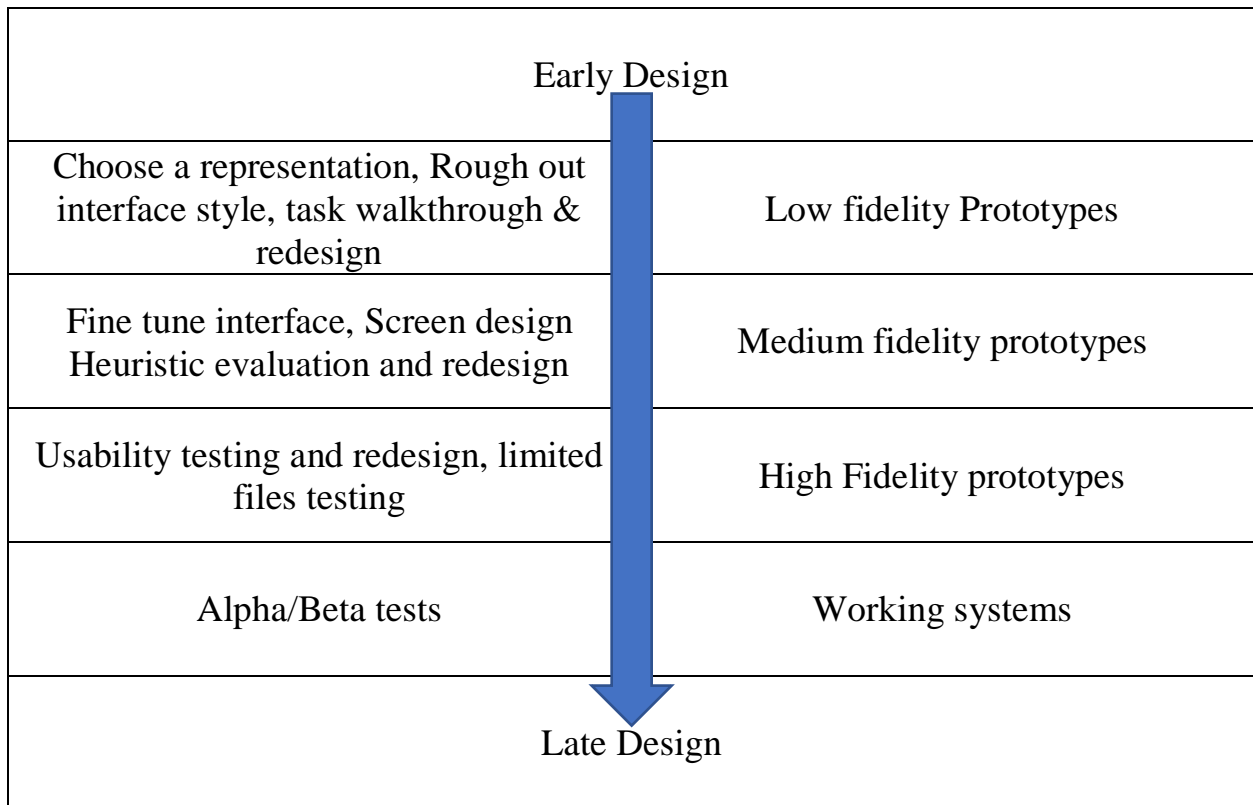 Early Design
Choose a representation, Rough out
interface style, task walkthrough &
redesign
Low fidelity Prototypes
Fine tune interface, Screen design
Heuristic evaluation and redesign
Medium fidelity prototypes
Usability testing and redesign, limited
files testing
High Fidelity prototypes
Alpha/Beta tests
Working systems
Late Design